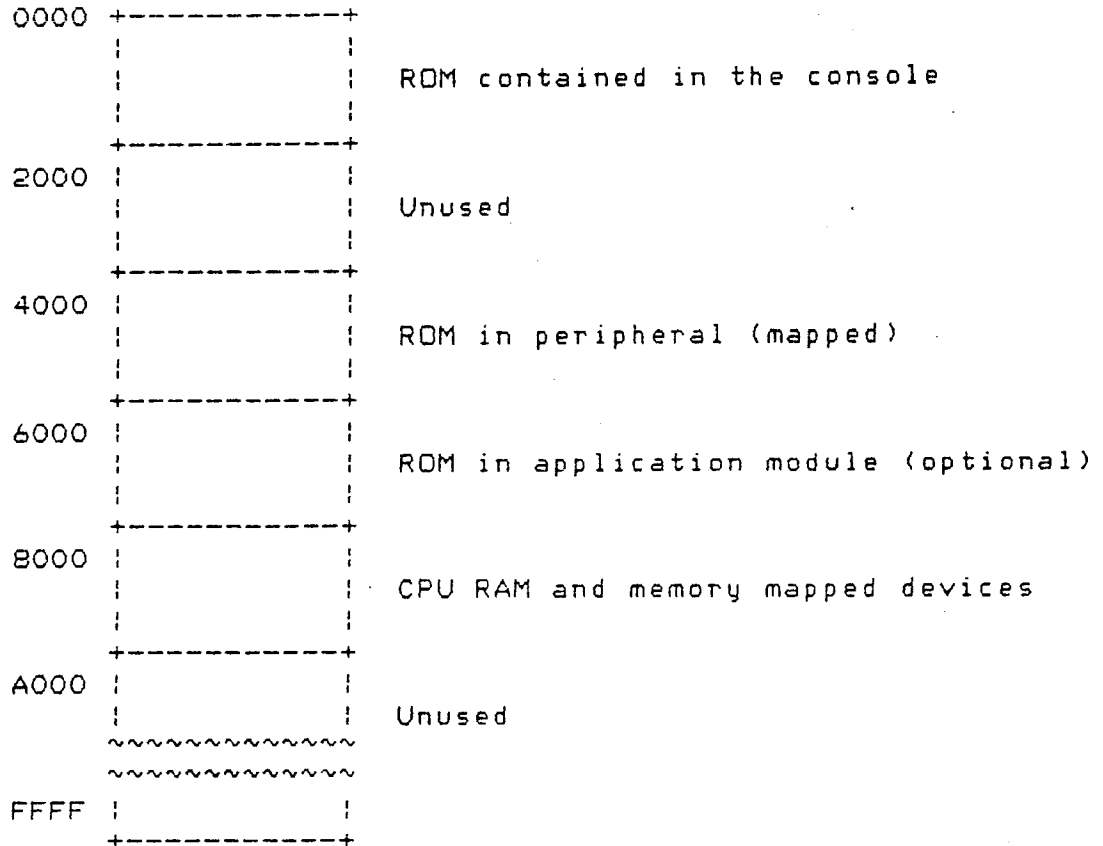 0000
ROM contained in the console
2000
Unused
4000
ROM in peripheral (mapped)
6000
ROM in application module (optional)
8000
CPU RAM and memory mapped devices
A000
Unused
FFFF